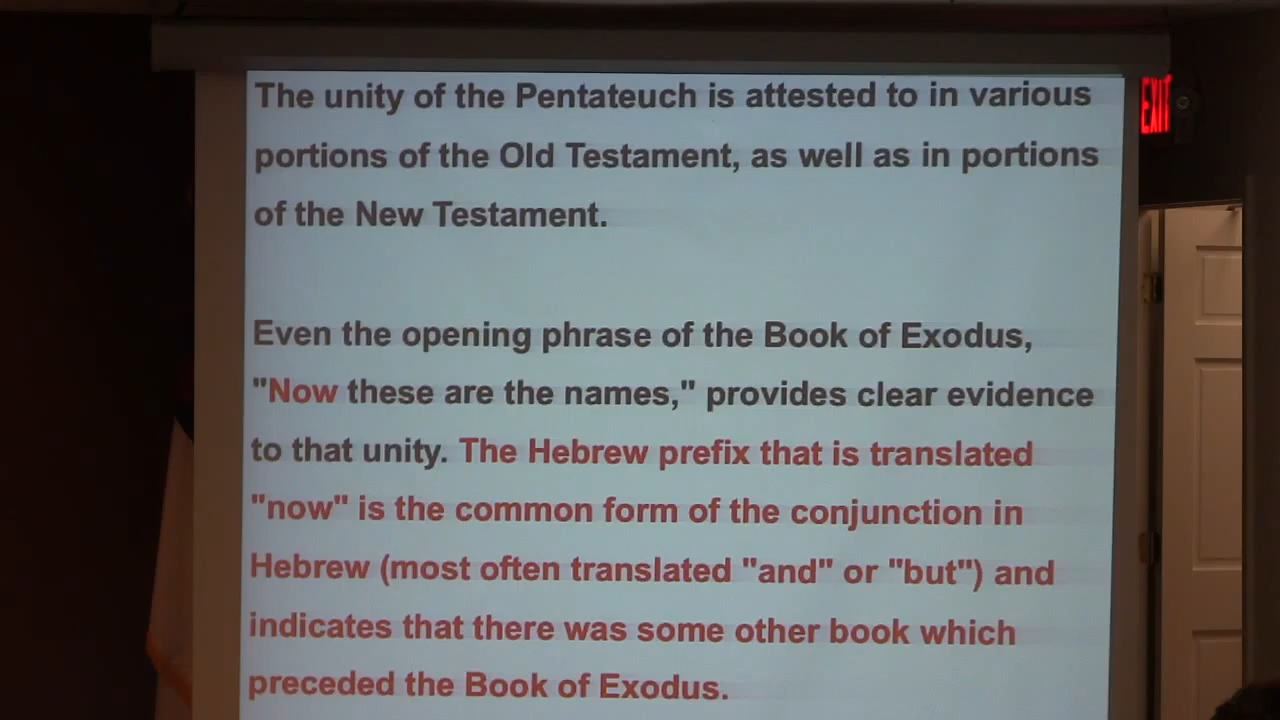 The unity of the Pentateuch is attested to in various
portions of the Old Testament, as well as in portions
of the New Testament.
Even the opening phrase of the Book of Exodus,
"Now these are the names," provides clear evidence
to that unity. The Hebrew prefix that is translated
"now" is the common form of the conjunction in
Hebrew (most often translated "and" or "but") and
indicates that there was some other book which
preceded the Book of Exodus.
EXIT